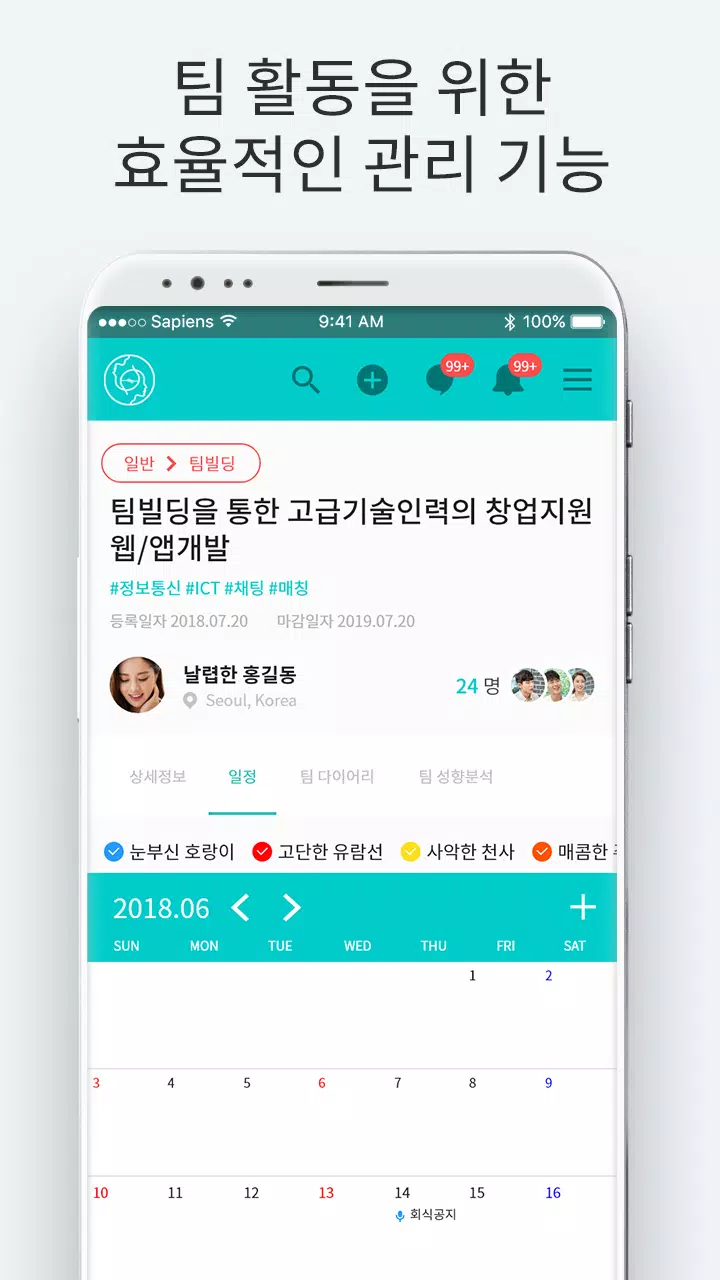 팀 활동을 위한
효율적인 관리 기능
Sapiens 9:41 AM 100%
99+ 99+
일반 > 팀빌딩
팀빌딩을 통한 고급기술인력의 창업지원
웹/앱개발
#정보통신 #ICT #채팅 #매칭
등록일자 2018.07.20 마감일자 2019.07.20
날렵한 홍길동
24 명
Seoul, Korea
상세정보 일정 팀 다이어리 팀 성향분석
눈부신 호랑이 고단한 유람선 사악한 천사 매콤한
2018.06
SUN MON TUE WED THU FRI SAT
1 2
3 4 5 6 7 8 9
10 11 12 13 14 15 16
회식공지